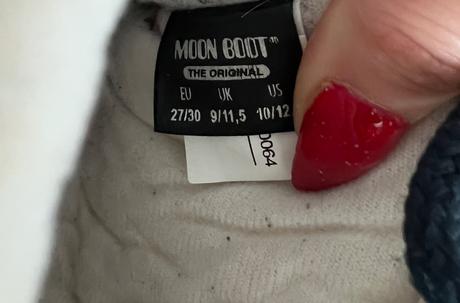 MOON BOOT™
THE ORIGINAL
EU UK US
27/30 9/11,5 10/12
0064